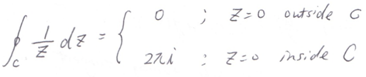 ∮_C 1/z dz = { 0 ; z=0 outside C
2πi : z=0 inside C